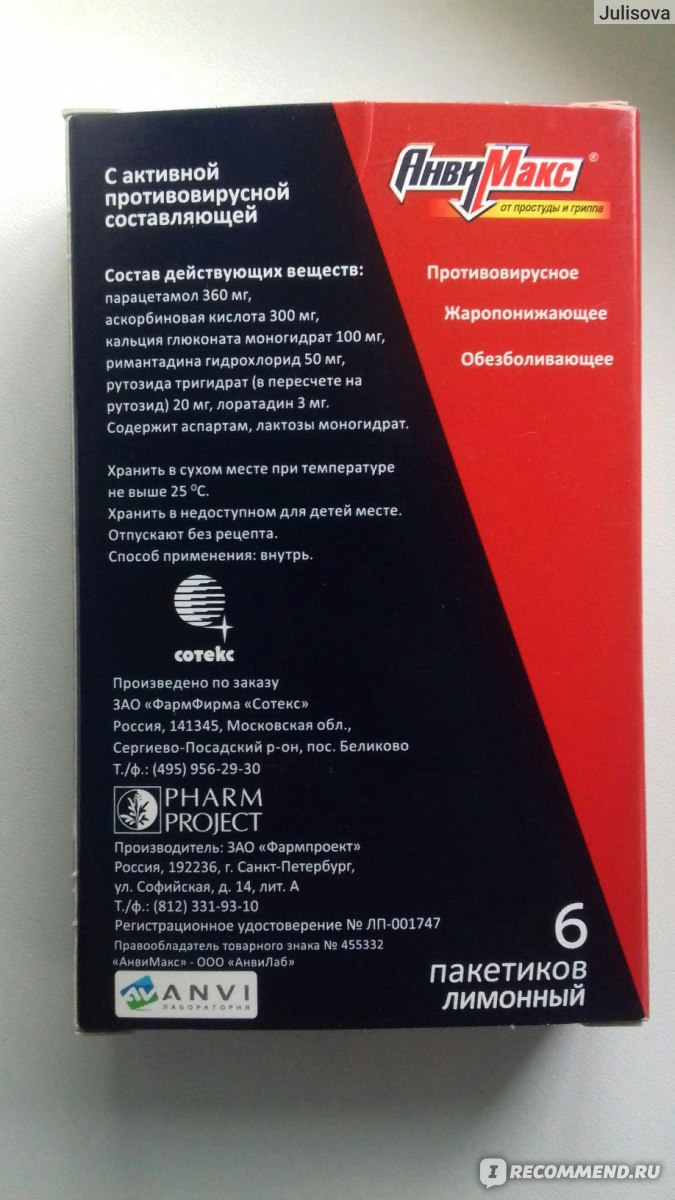 Julisova
С активной
противовирусной
составляющей
АнвиМакс®
от простуды и гриппа
Противовирусное
Жаропонижающее
Обезболивающее
Состав действующих веществ:
парацетамол 360 мг,
аскорбиновая кислота 300 мг,
кальция глюконата моногидрат 100 мг,
римантадина гидрохлорид 50 мг,
рутозида тригидрат (в пересчете на
рутозид) 20 мг, лоратадин 3 мг.
Содержит аспартам, лактозы моногидрат.
Хранить в сухом месте при температуре
не выше 25 °С.
Хранить в недоступном для детей месте.
Отпускают без рецепта.
Способ применения: внутрь.
сотекс
Произведено по заказу
ЗАО «ФармФирма «Сотекс»
Россия, 141345, Московская обл.,
Сергиево-Посадский р-он, пос. Беликово
Т./ф.: (495) 956-29-30
PHARM
PROJECT
Производитель: ЗАО «Фармпроект»
Россия, 192236, г. Санкт-Петербург,
ул. Софийская, д. 14, лит. А
Т./ф.: (812) 331-93-10
Регистрационное удостоверение № ЛП-001747
Правообладатель товарного знака № 455332
«АнвиМакс» - ООО «АнвиЛаб»
ANVI
ЛАБОРАТОРИЯ
6
пакетиков
лимонный
IRECOMMEND.RU